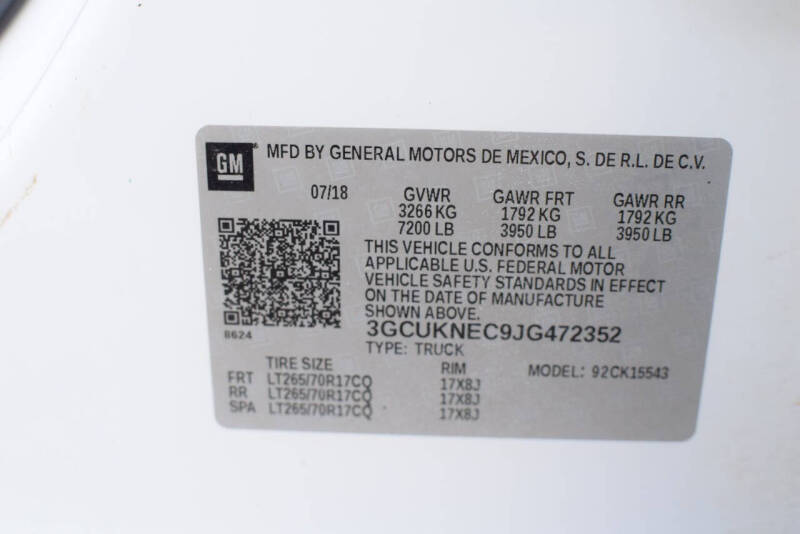 GM MFD BY GENERAL MOTORS DE MEXICO, S. DE R.L. DE C.V.
07/18 GVWR GAWR FRT GAWR RR
3266 KG 1792 KG 1792 KG
7200 LB 3950 LB 3950 LB
THIS VEHICLE CONFORMS TO ALL
APPLICABLE U.S. FEDERAL MOTOR
VEHICLE SAFETY STANDARDS IN EFFECT
ON THE DATE OF MANUFACTURE
SHOWN ABOVE.
8624
3GCUKNEC9JG472352
TYPE: TRUCK
TIRE SIZE RIM MODEL: 92CK15543
FRT LT265/70R17CQ 17X8J
RR LT265/70R17CQ 17X8J
SPA LT265/70R17CQ 17X8J